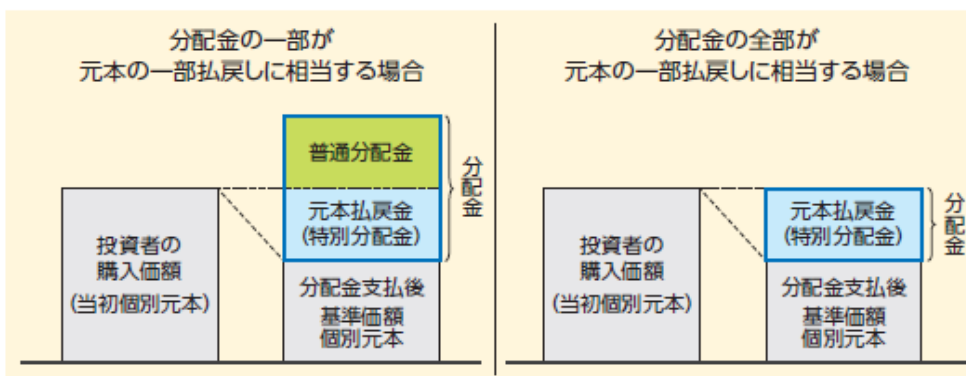 分配金の一部が
元本の一部払戻しに相当する場合
普通分配金
元本払戻金
(特別分配金)
分配金
投資者の
購入価額
(当初個別元本)
分配金支払後
基準価額
個別元本
分配金の全部が
元本の一部払戻しに相当する場合
元本払戻金
(特別分配金)
分配金
投資者の
購入価額
(当初個別元本)
分配金支払後
基準価額
個別元本